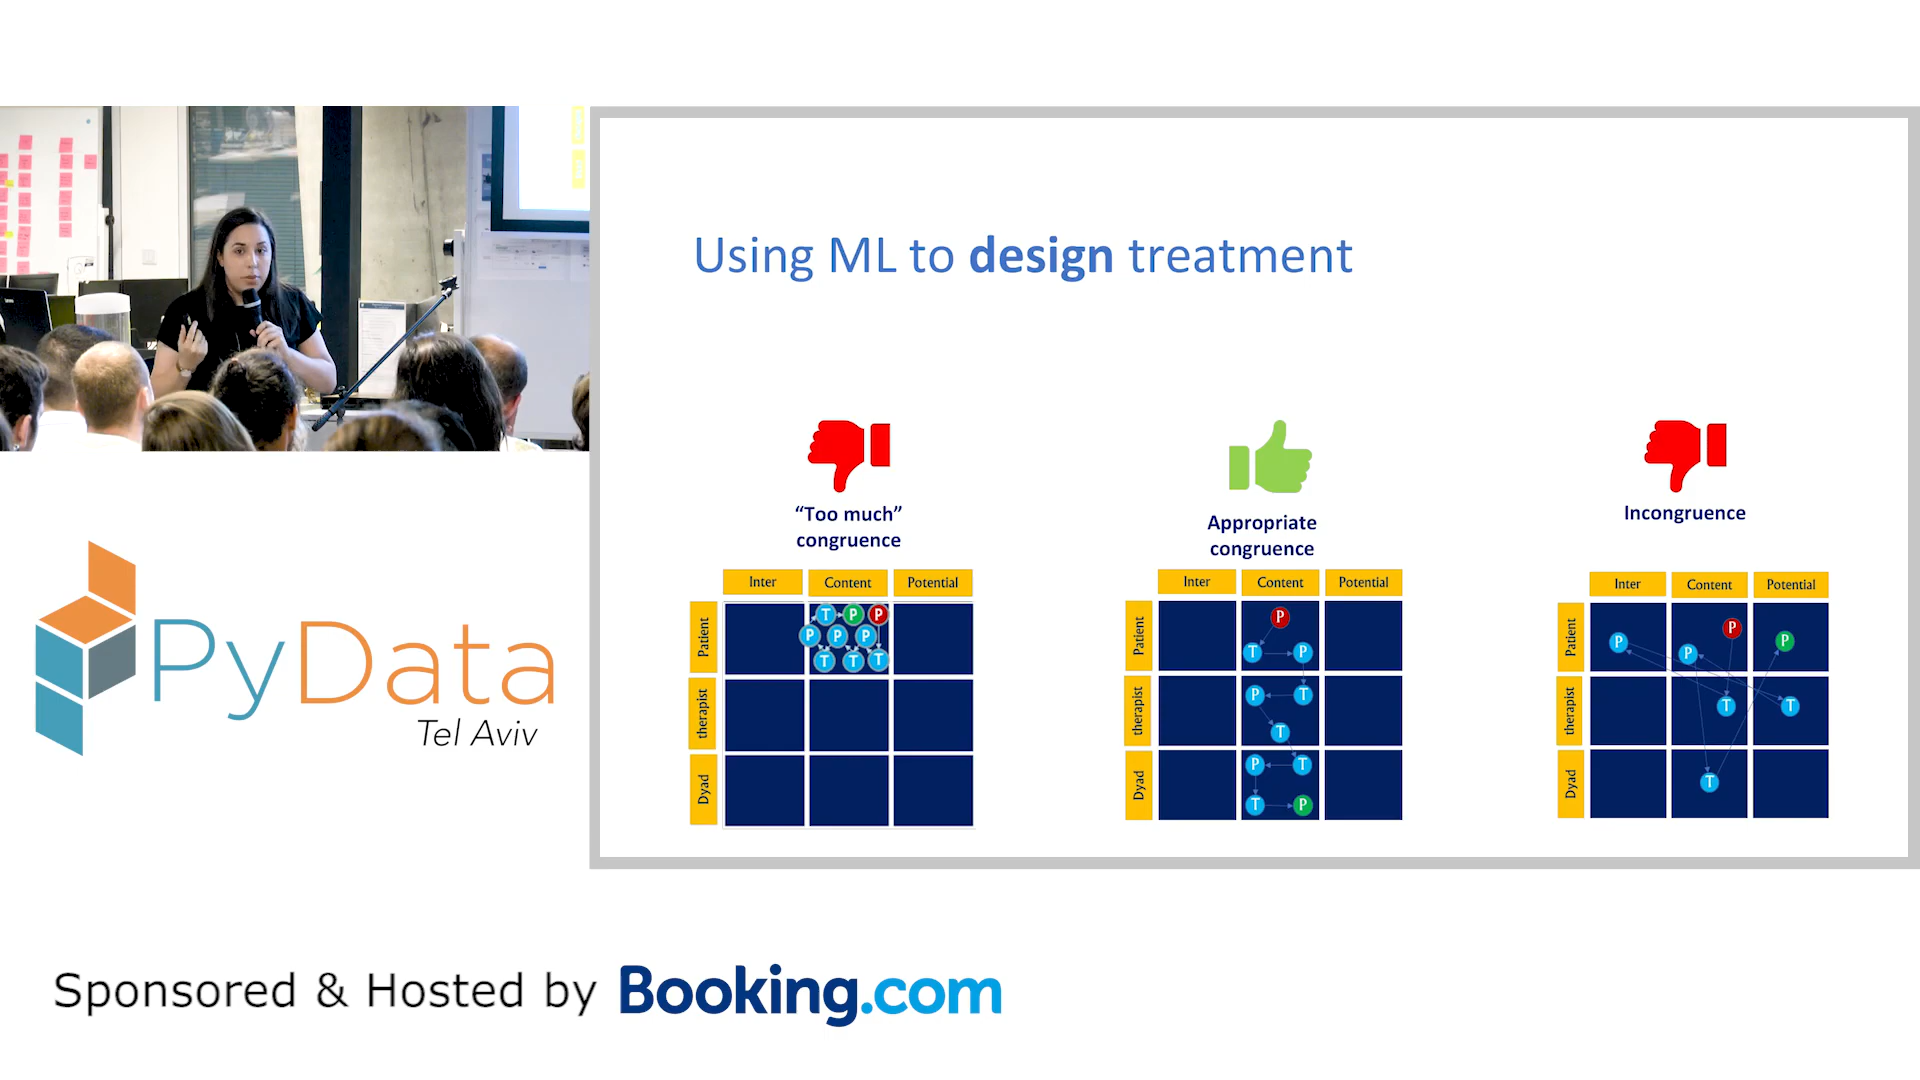 Using ML to design treatment
“Too much”
congruence
Appropriate
congruence
Incongruence
Inter Content Potential
Patient
therapist
Dyad
T P P
P P P
T T T
Inter Content Potential
Patient
therapist
Dyad
P
T P
P T
T
P T
T P
Inter Content Potential
Patient
therapist
Dyad
P P P P
T T
T
PyData
Tel Aviv
Sponsored & Hosted by Booking.com